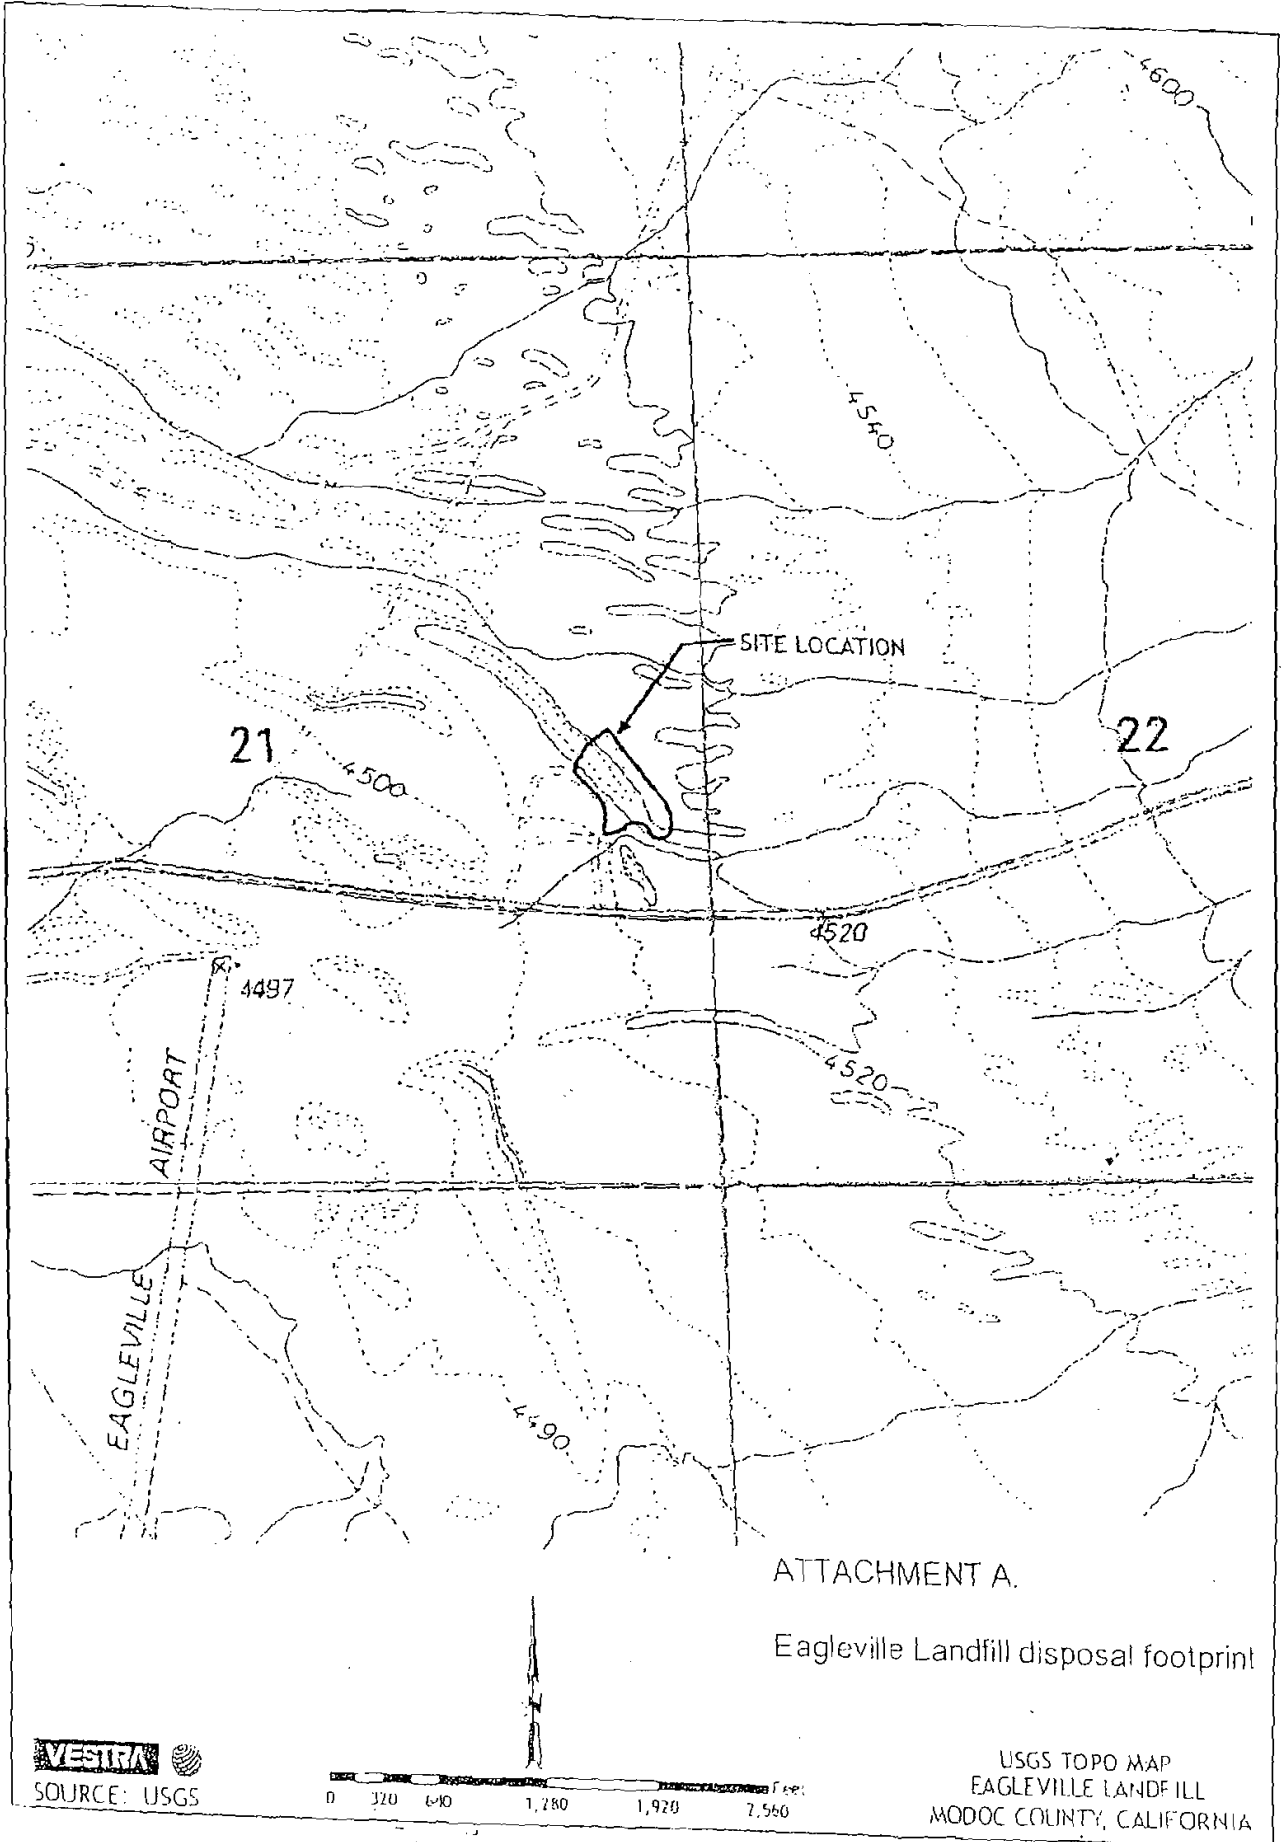 4600
4540
SITE LOCATION
21
22
4500
4520
4497
AIRPORT
4520
EAGLEVILLE
4490
ATTACHMENT A.
Eagleville Landfill disposal footprint
VESTRA
SOURCE: USGS
Feet
0 320 640 1,280 1,920 2,560
USGS TOPO MAP
EAGLEVILLE LANDFILL
MODOC COUNTY, CALIFORNIA